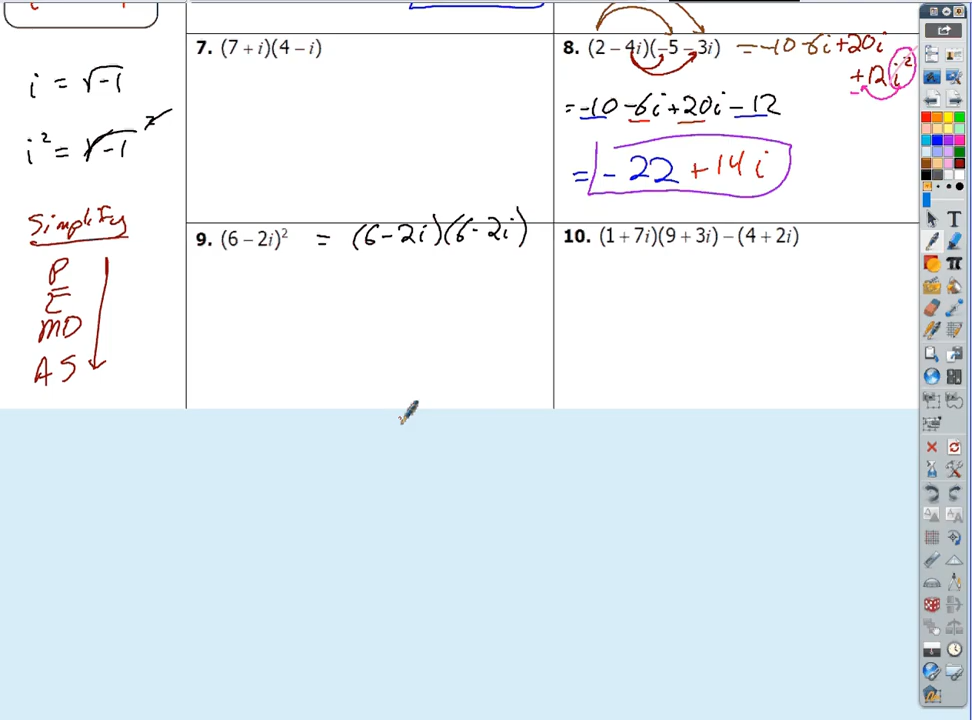 i = √-1
i² = √-1²
Simplify
P
E
MD
AS
7. (7 + i)(4 – i)
8. (2 – 4i)(–5 – 3i) = -10 -6i +20i
+12i²
= -10 -6i +20i -12
= -22 +14i
9. (6 – 2i)² = (6-2i)(6-2i)
10. (1 + 7i)(9 + 3i) – (4 + 2i)